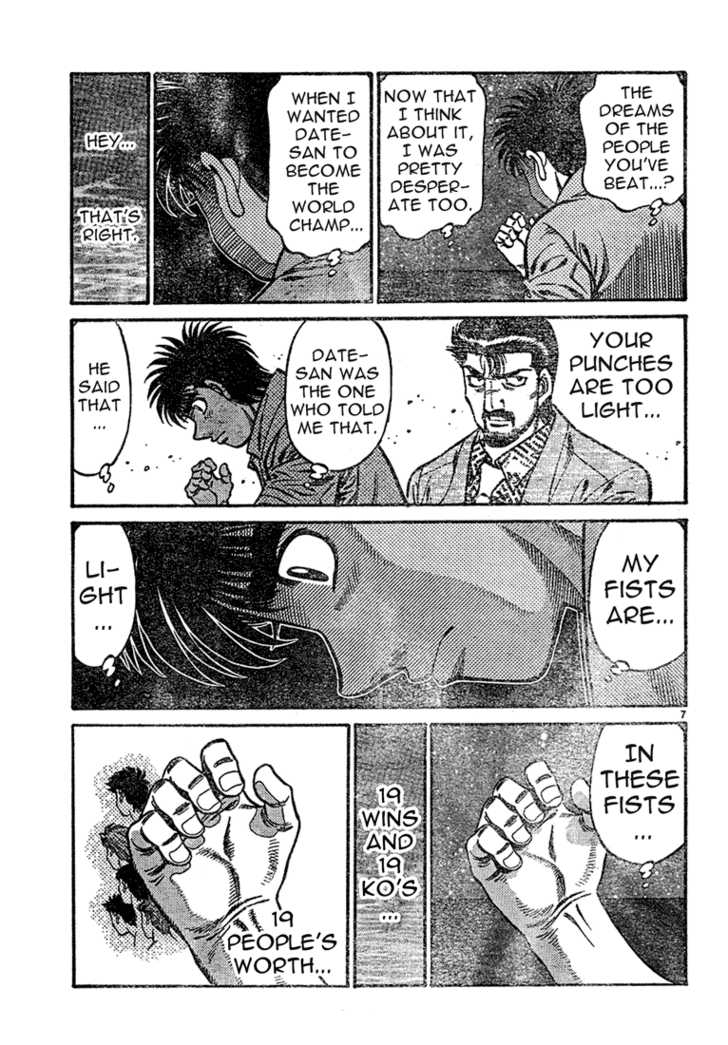 THE
DREAMS
OF THE
PEOPLE
YOU'VE
BEAT...?
NOW THAT
I THINK
ABOUT IT,
I WAS
PRETTY
DESPER-
ATE TOO.
WHEN I
WANTED
DATE-
SAN TO
BECOME
THE
WORLD
CHAMP...
HEY...
THAT'S
RIGHT.
YOUR
PUNCHES
ARE TOO
LIGHT...
DATE-
SAN WAS
THE ONE
WHO TOLD
ME THAT.
HE
SAID
THAT
...
MY
FISTS
ARE...
LI-
GHT
...
7
IN
THESE
FISTS
...
19
WINS
AND
19
KO'S
...
19
PEOPLE'S
WORTH...